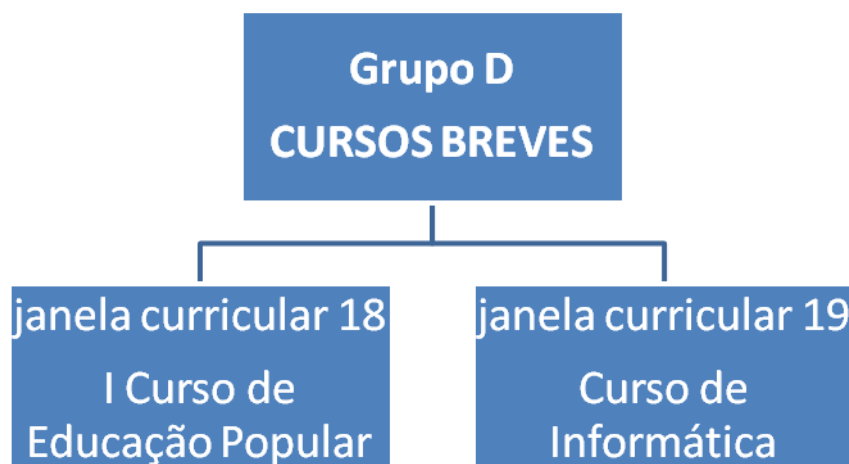 Grupo D
CURSOS BREVES
janela curricular 18
I Curso de
Educação Popular
janela curricular 19
Curso de
Informática